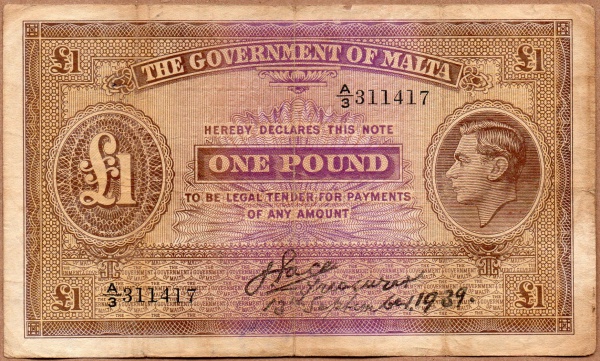 £1 £1
THE GOVERNMENT OF MALTA
A/3 311417
HEREBY DECLARES THIS NOTE
£1
ONE POUND
TO BE LEGAL TENDER FOR PAYMENTS
OF ANY AMOUNT
A/3 311417
Treasurer
13th September, 1939.
£1 £1